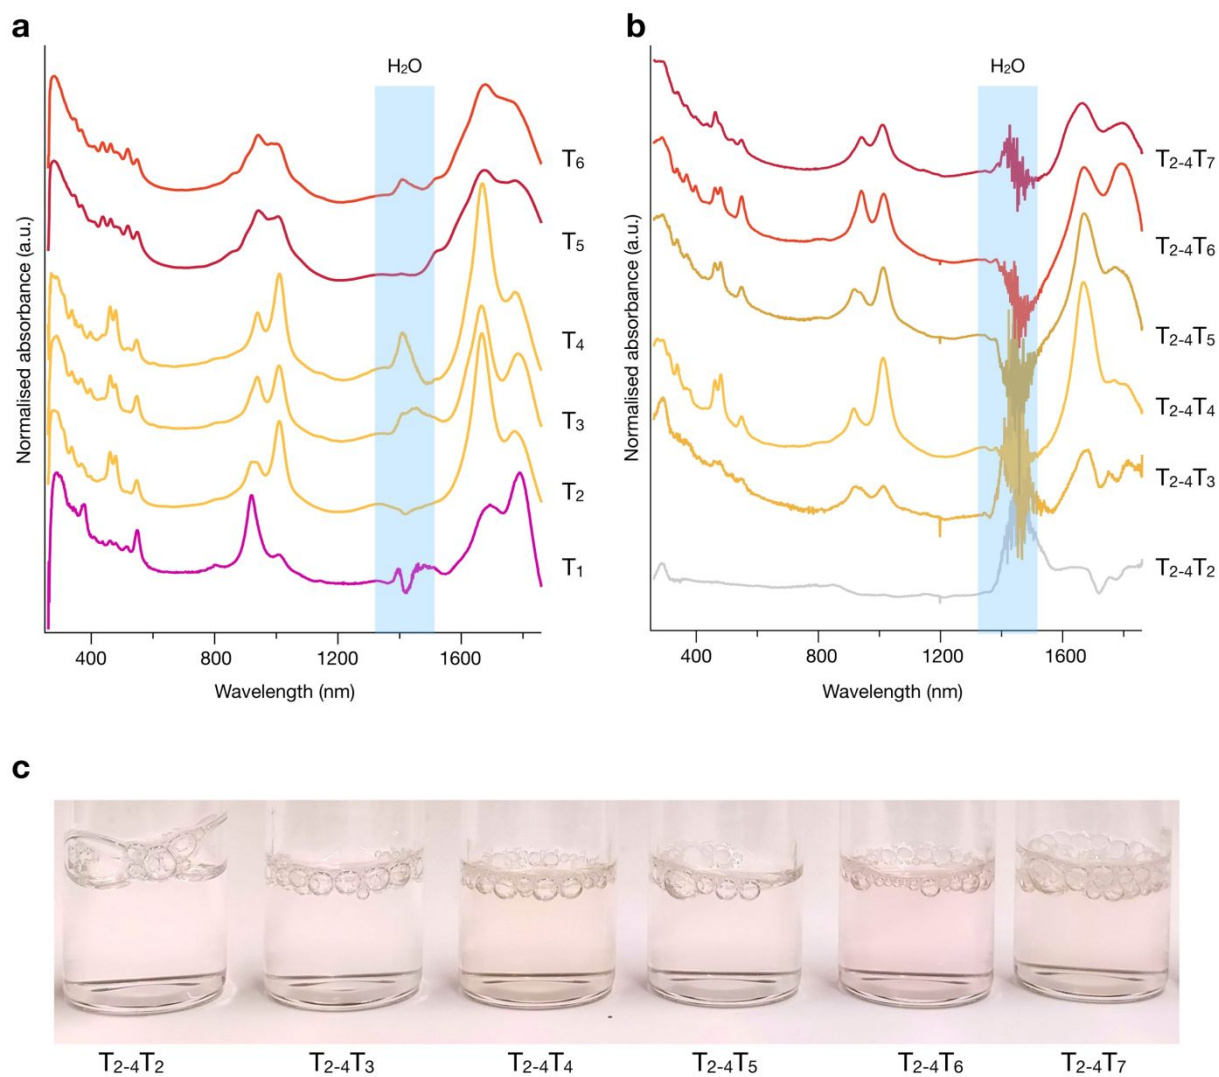 a
H₂O
T₆
T₅
T₄
T₃
T₂
T₁
Normalised absorbance (a.u.)
400 800 1200 1600
Wavelength (nm)
b
H₂O
T₂₋₄T₇
T₂₋₄T₆
T₂₋₄T₅
T₂₋₄T₄
T₂₋₄T₃
T₂₋₄T₂
Normalised absorbance (a.u.)
400 800 1200 1600
Wavelength (nm)
c
T₂₋₄T₂ T₂₋₄T₃ T₂₋₄T₄ T₂₋₄T₅ T₂₋₄T₆ T₂₋₄T₇